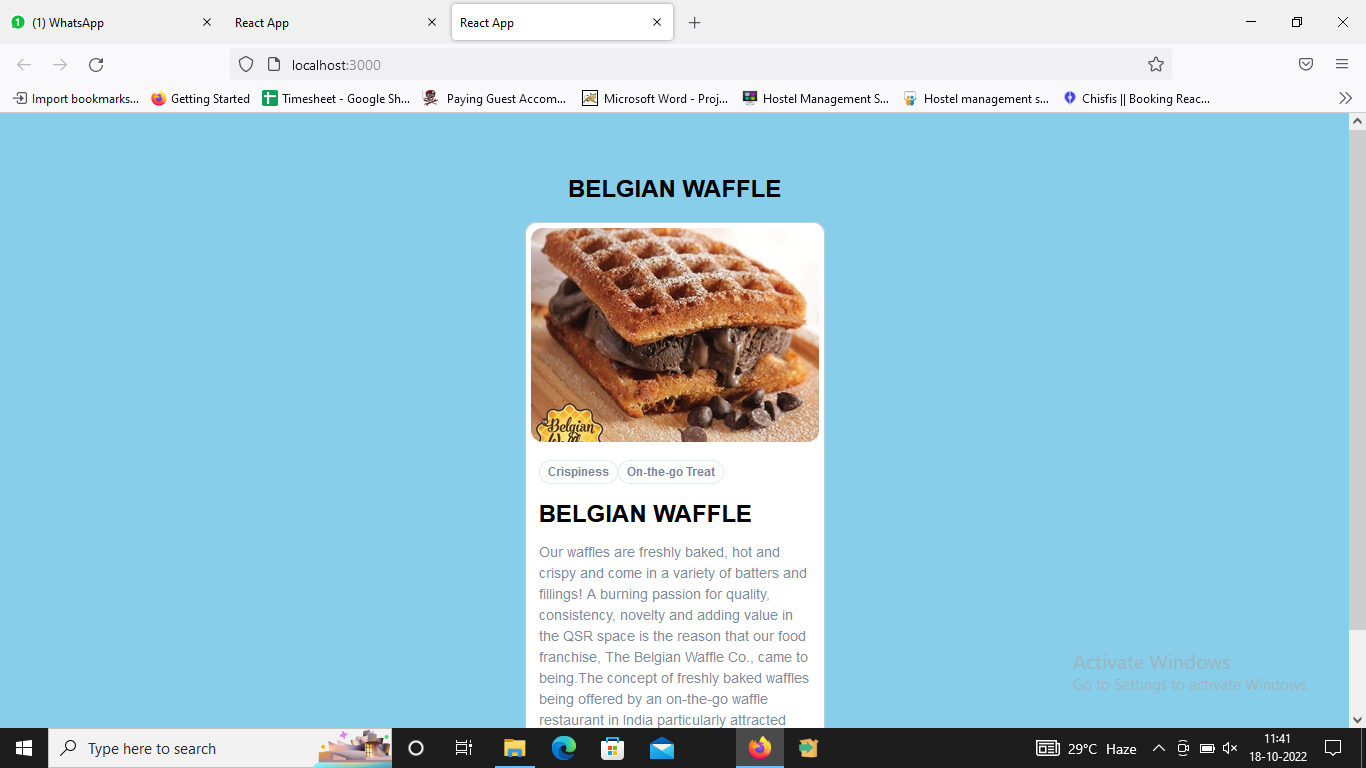 (1) WhatsApp
React App
React App
localhost:3000
Import bookmarks...
Getting Started
Timesheet - Google Sh...
Paying Guest Accom...
Microsoft Word - Proj...
Hostel Management S...
Hostel management s...
Chisfis || Booking Reac...
BELGIAN WAFFLE
Belgian
Crispiness
On-the-go Treat
BELGIAN WAFFLE
Our waffles are freshly baked, hot and
crispy and come in a variety of batters and
fillings! A burning passion for quality,
consistency, novelty and adding value in
the QSR space is the reason that our food
franchise, The Belgian Waffle Co., came to
being.The concept of freshly baked waffles
being offered by an on-the-go waffle
restaurant in India particularly attracted
Activate Windows
Go to Settings to activate Windows.
Type here to search
29°C Haze
11:41
18-10-2022